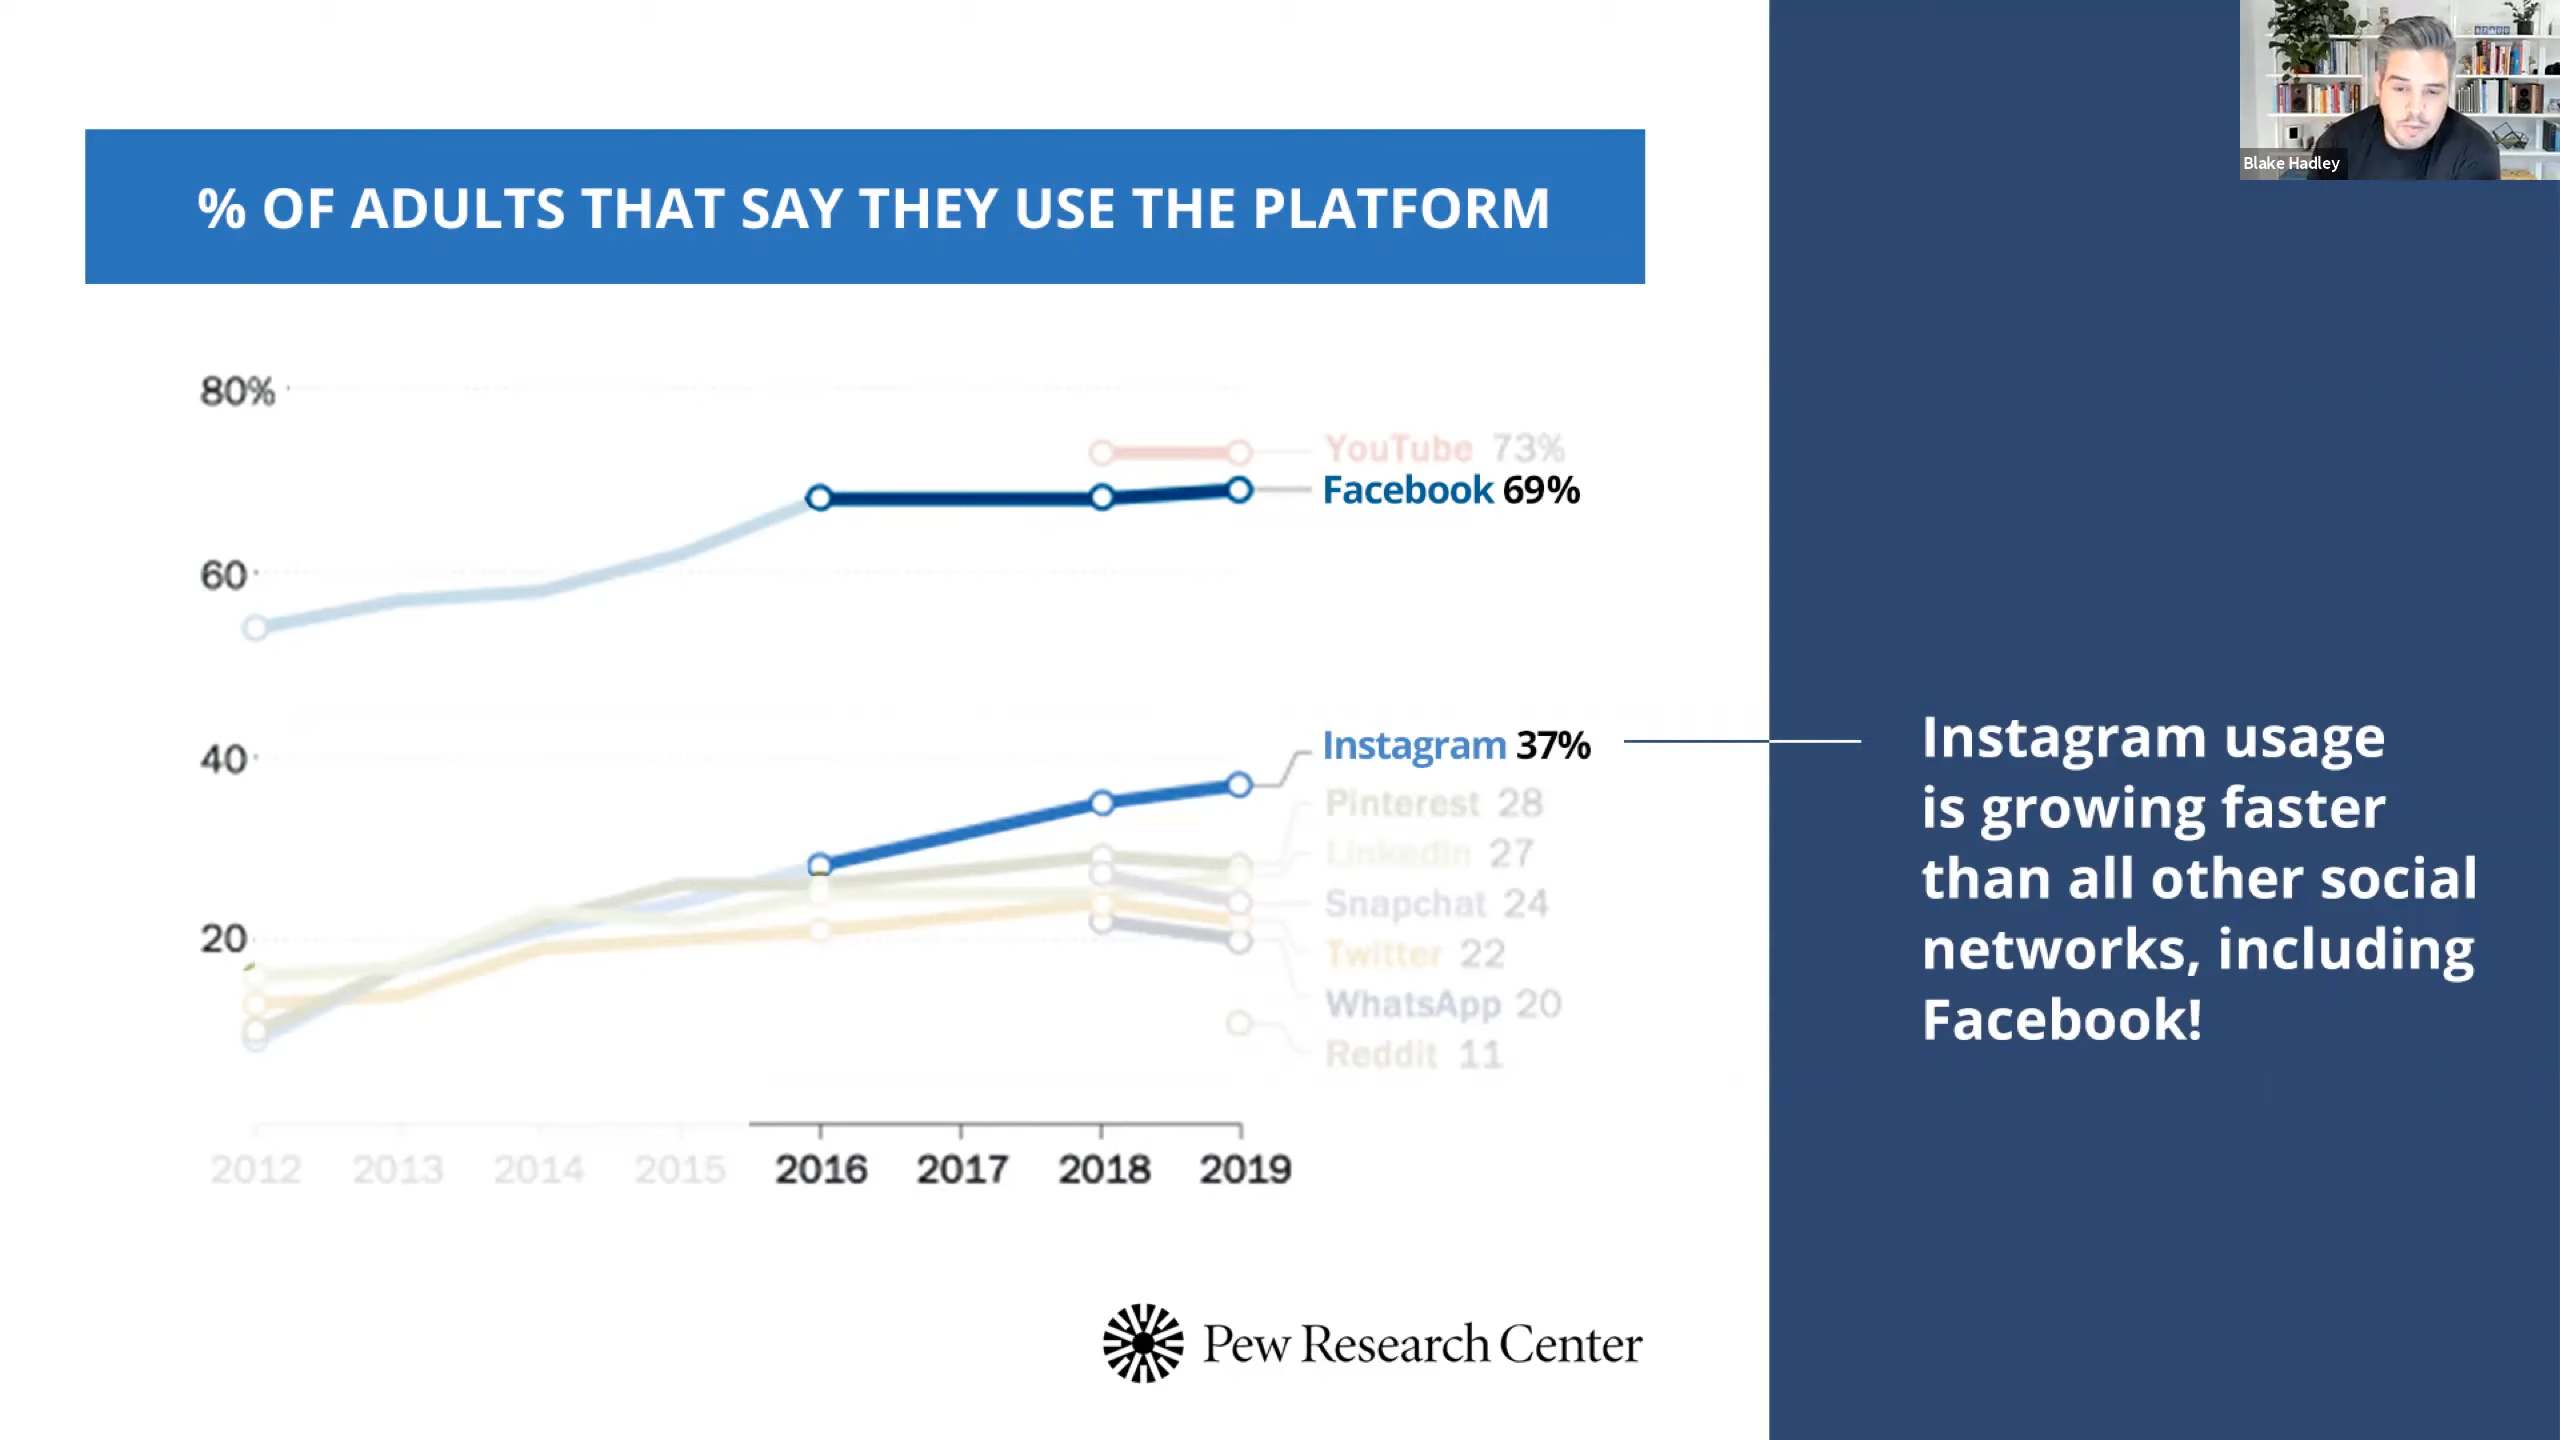 Blake Hadley
% OF ADULTS THAT SAY THEY USE THE PLATFORM
80%
60
40
20
YouTube 73%
Facebook 69%
Instagram 37%
Pinterest 28
LinkedIn 27
Snapchat 24
Twitter 22
WhatsApp 20
Reddit 11
2012 2013 2014 2015 2016 2017 2018 2019
Pew Research Center
Instagram usage
is growing faster
than all other social
networks, including
Facebook!